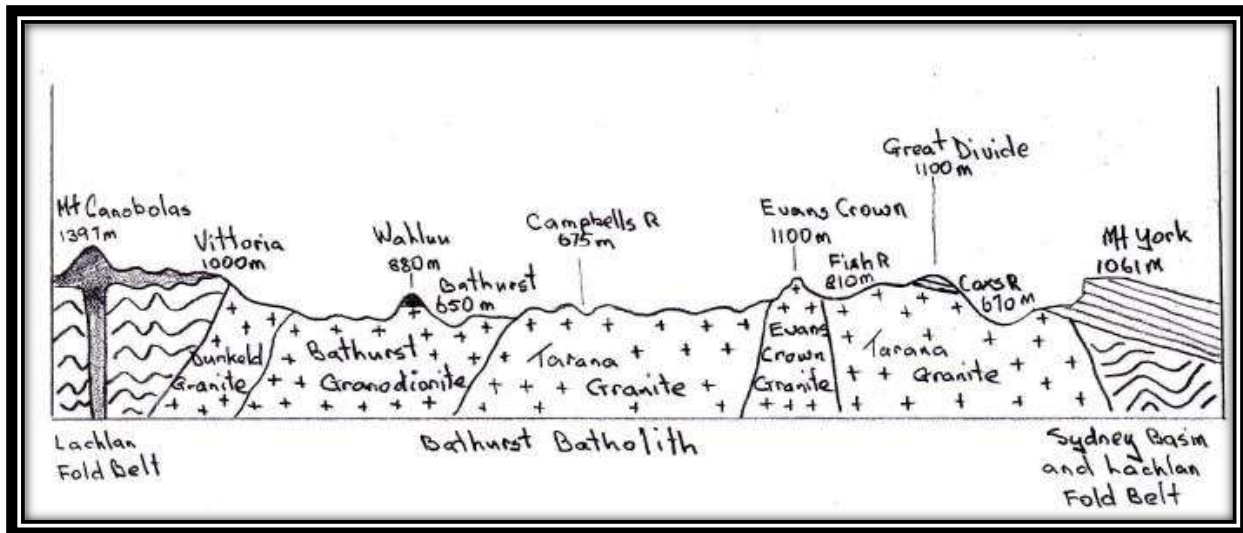 Great Divide
1100m
Mt Canobolas
1397m
Vittoria
1000m
Wahluu
880m
Bathurst
650m
Campbells R
675m
Evans Crown
1100m
Fish R
810m
Coxs R
670m
Mt York
1061m
Dunkeld
Granite
Bathurst
Granodiorite
Tarana
Granite
Evans
Crown
Granite
Tarana
Granite
Lachlan
Fold Belt
Bathurst Batholith
Sydney Basin
and Lachlan
Fold Belt